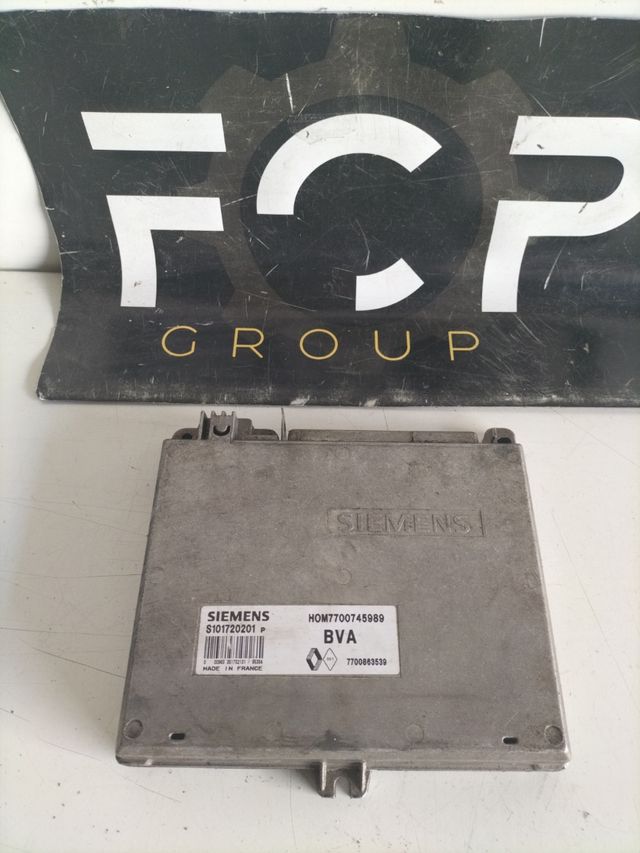 FCP
GROUP
SIEMENS
SIEMENS
S101720201 P
MADE IN FRANCE
HOM7700745989
BVA
7700863539